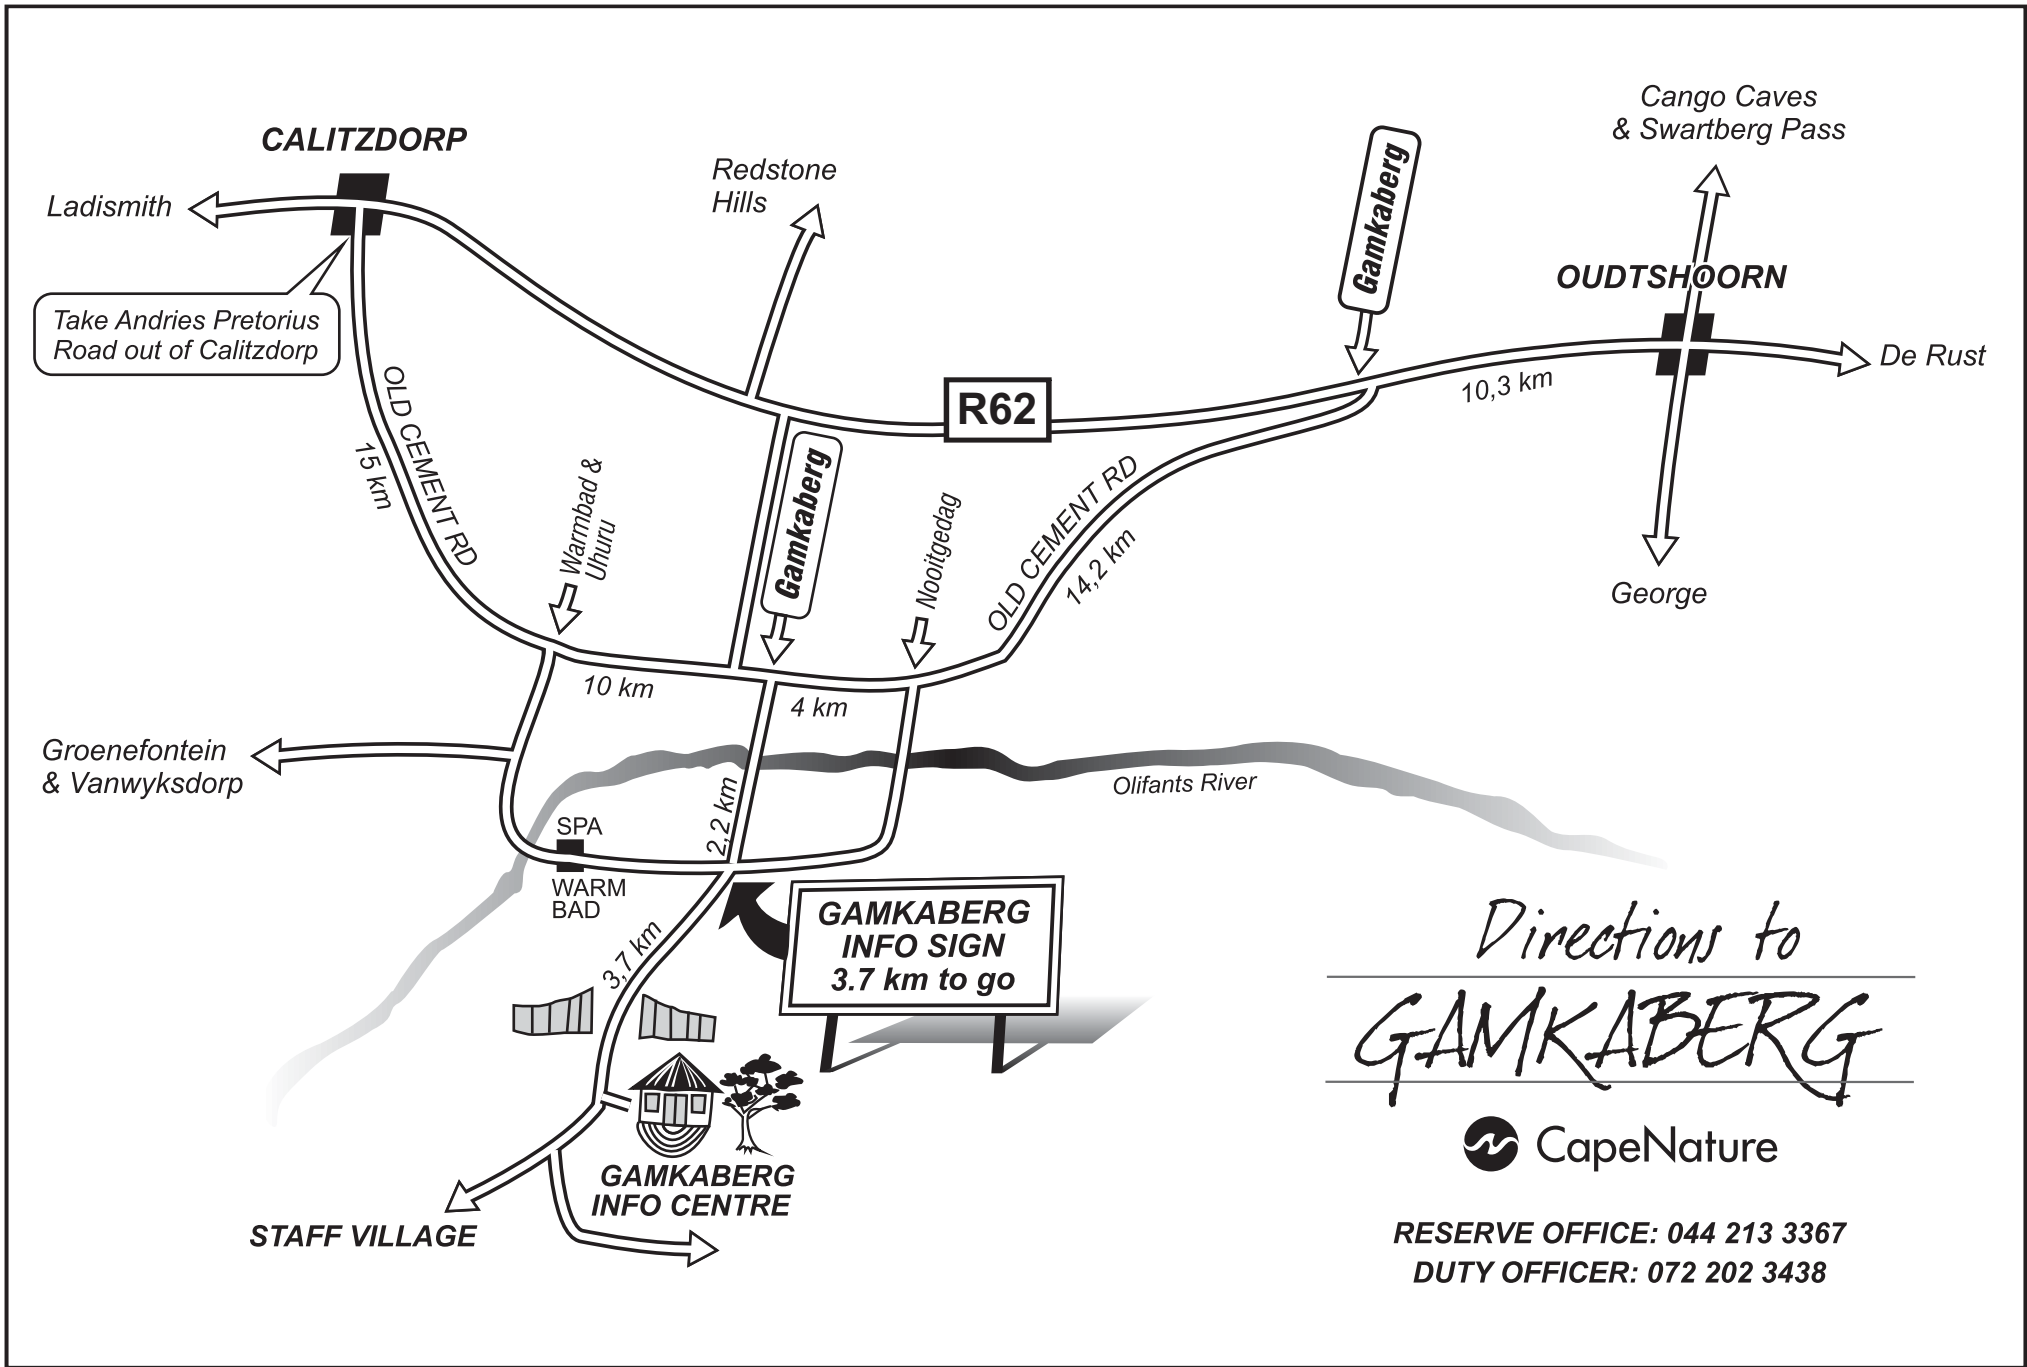 Cango Caves
& Swartberg Pass
CALITZDORP
Redstone
Hills
Gamkaberg
Ladismith
OUDTSHOORN
Take Andries Pretorius
Road out of Calitzdorp
De Rust
10,3 km
R62
OLD CEMENT RD
15 km
Warmbad &
Uhuru
Gamkaberg
Nooitgedag
OLD CEMENT RD
14,2 km
George
10 km
4 km
Groenefontein
& Vanwyksdorp
Olifants River
2,2 km
SPA
WARM
BAD
GAMKABERG
INFO SIGN
3.7 km to go
3,7 km
Directions to
GAMKABERG
CapeNature
GAMKABERG
INFO CENTRE
STAFF VILLAGE
RESERVE OFFICE: 044 213 3367
DUTY OFFICER: 072 202 3438